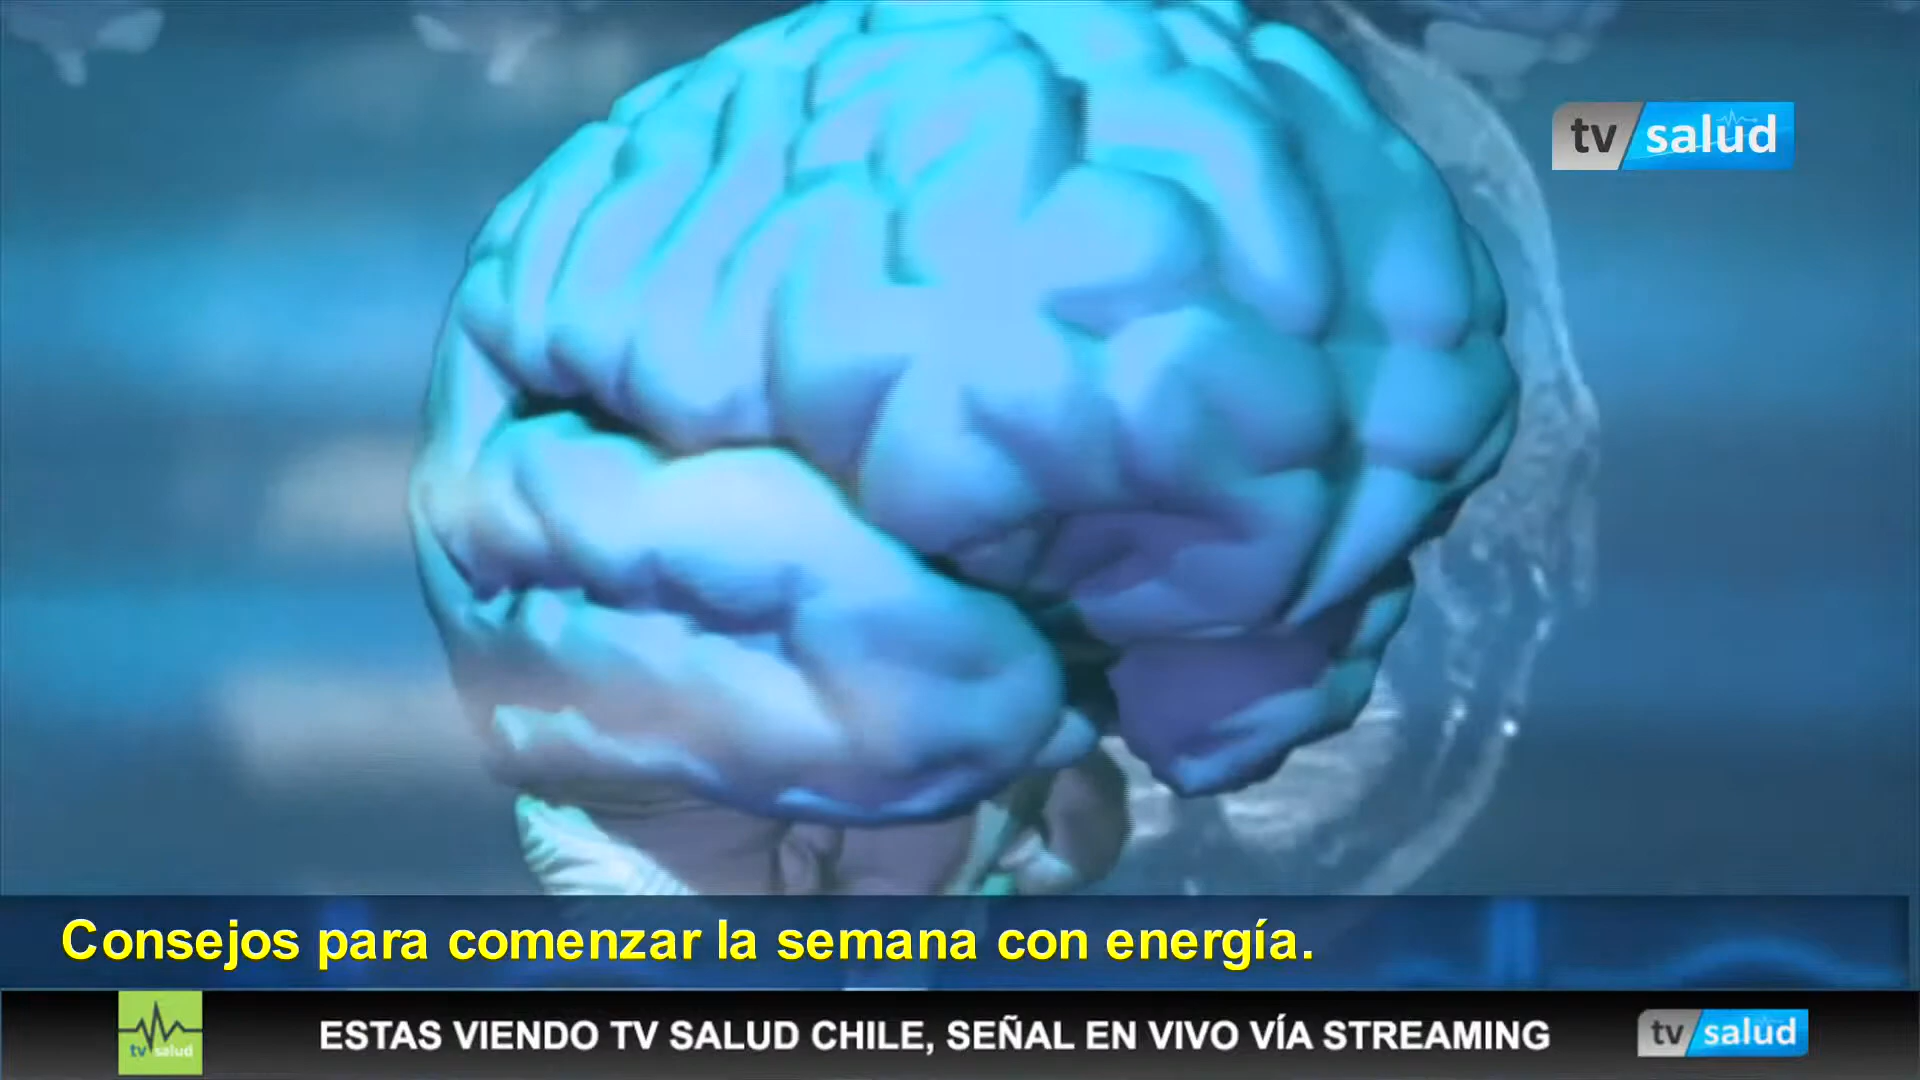 tv salud
Consejos para comenzar la semana con energía.
tv salud
ESTAS VIENDO TV SALUD CHILE, SEÑAL EN VIVO VÍA STREAMING
tv salud